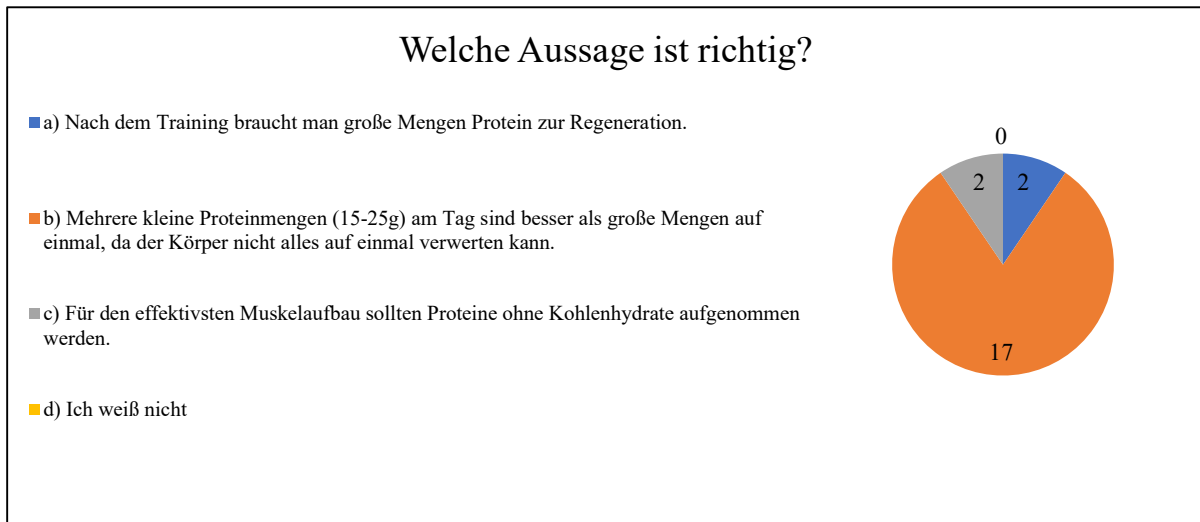 Welche Aussage ist richtig?
a) Nach dem Training braucht man große Mengen Protein zur Regeneration.
b) Mehrere kleine Proteinmengen (15-25g) am Tag sind besser als große Mengen auf
einmal, da der Körper nicht alles auf einmal verwerten kann.
c) Für den effektivsten Muskelaufbau sollten Proteine ohne Kohlenhydrate aufgenommen
werden.
d) Ich weiß nicht
0
2
2
17